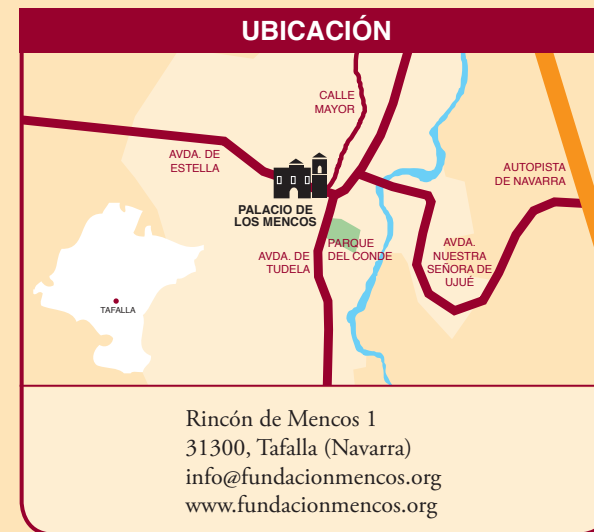 UBICACIÓN
CALLE
MAYOR
AVDA. DE
ESTELLA
AUTOPISTA
DE NAVARRA
PALACIO DE
LOS MENCOS
PARQUE
DEL CONDE
AVDA. DE
TUDELA
AVDA.
NUESTRA
SEÑORA DE
UJUÉ
TAFALLA
Rincón de Mencos 1
31300, Tafalla (Navarra)
info@fundacionmencos.org
www.fundacionmencos.org